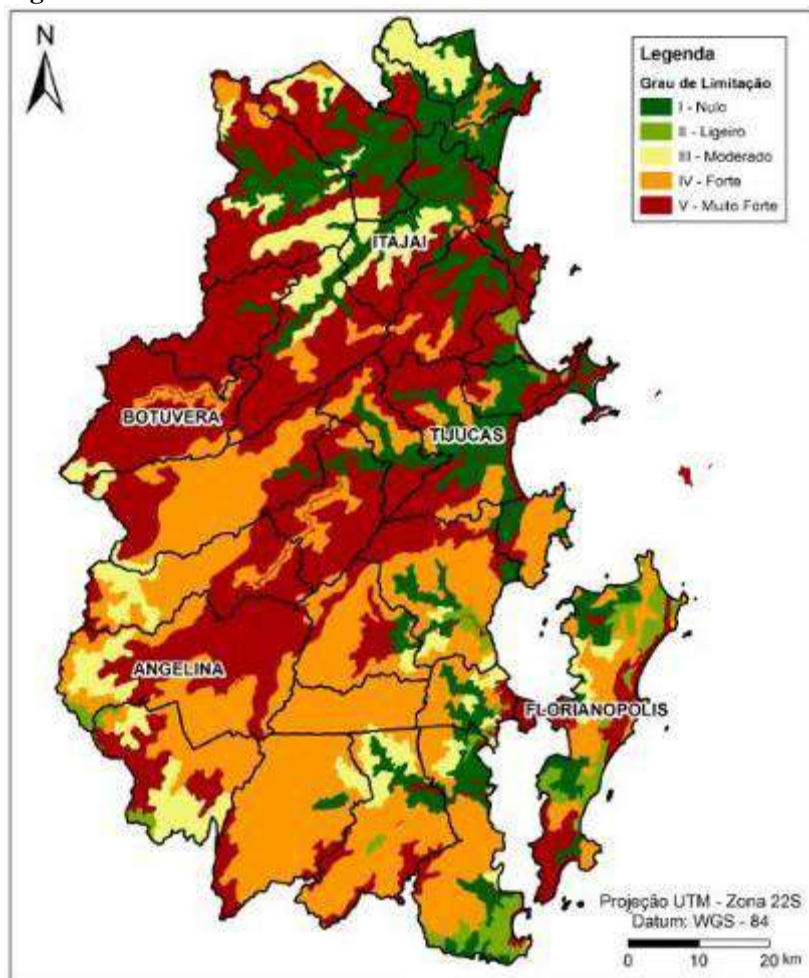 N
Legenda
Grau de Limitação
I - Nulo
II - Ligeiro
III - Moderado
IV - Forte
V - Muito Forte
ITAJAI
BOTUVERA
TIJUCAS
ANGELINA
FLORIANOPOLIS
Projeção UTM - Zona 22S
Datum: WGS - 84
0 10 20 km